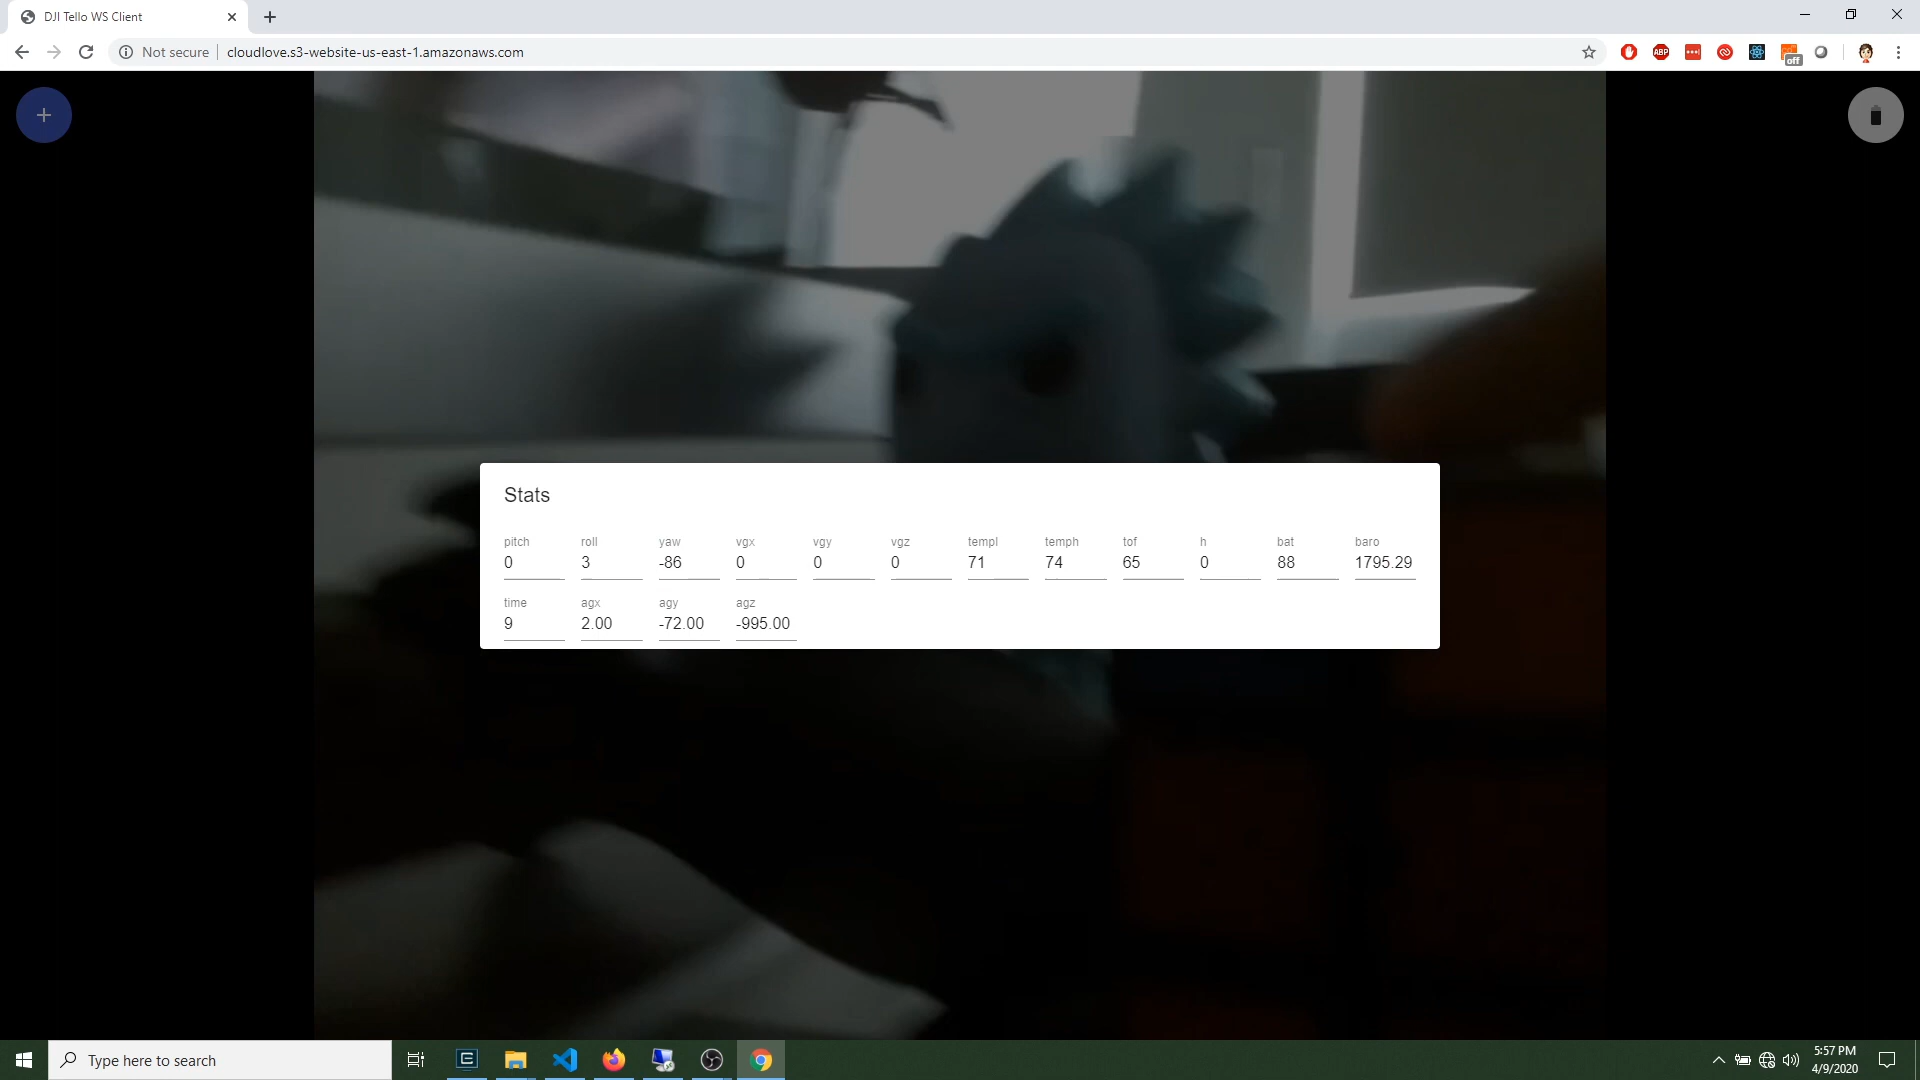 DJI Tello WS Client
Not secure
cloudlove.s3-website-us-east-1.amazonaws.com
ABP
off
Stats
pitch roll yaw vgx vgy vgz templ temph tof h bat baro
0 3 -86 0 0 0 71 74 65 0 88 1795.29
time agx agy agz
9 2.00 -72.00 -995.00
Type here to search
5:57 PM
4/9/2020